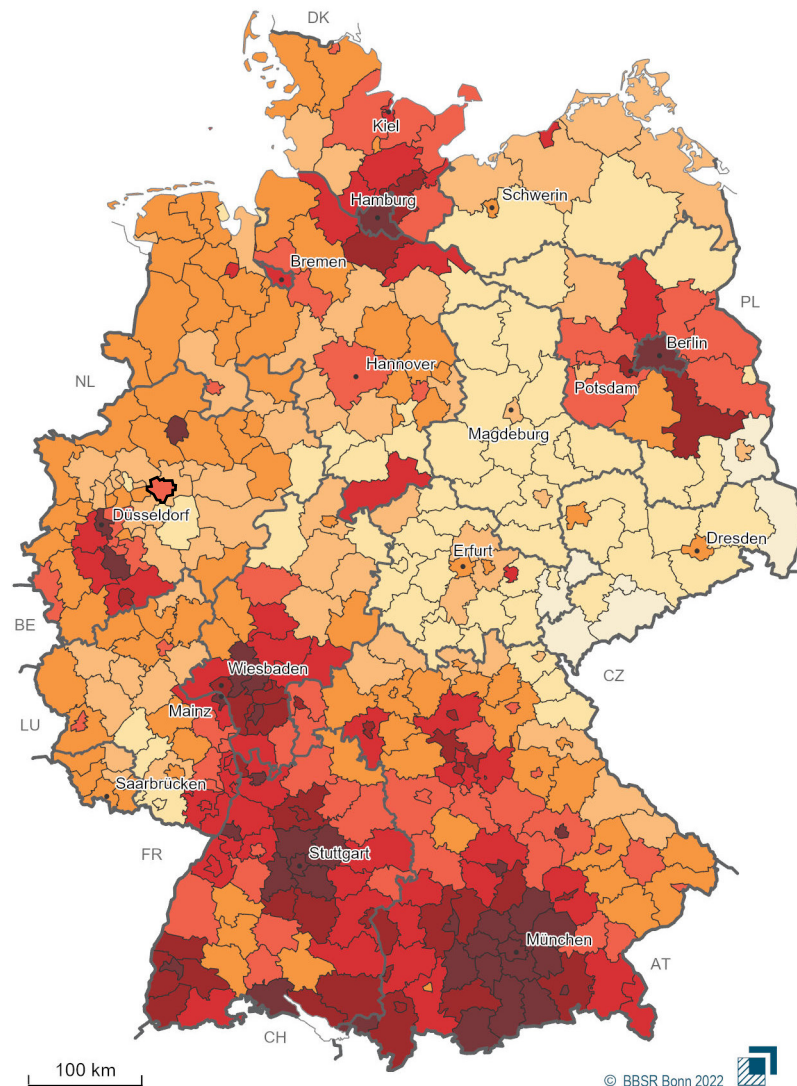 DK
Kiel
Schwerin
Hamburg
Bremen
PL
Berlin
Hannover
NL
Potsdam
Magdeburg
Düsseldorf
Dresden
Erfurt
BE
Wiesbaden
CZ
Mainz
LU
Saarbrücken
FR
Stuttgart
München
AT
CH
100 km
© BBSR Bonn 2022